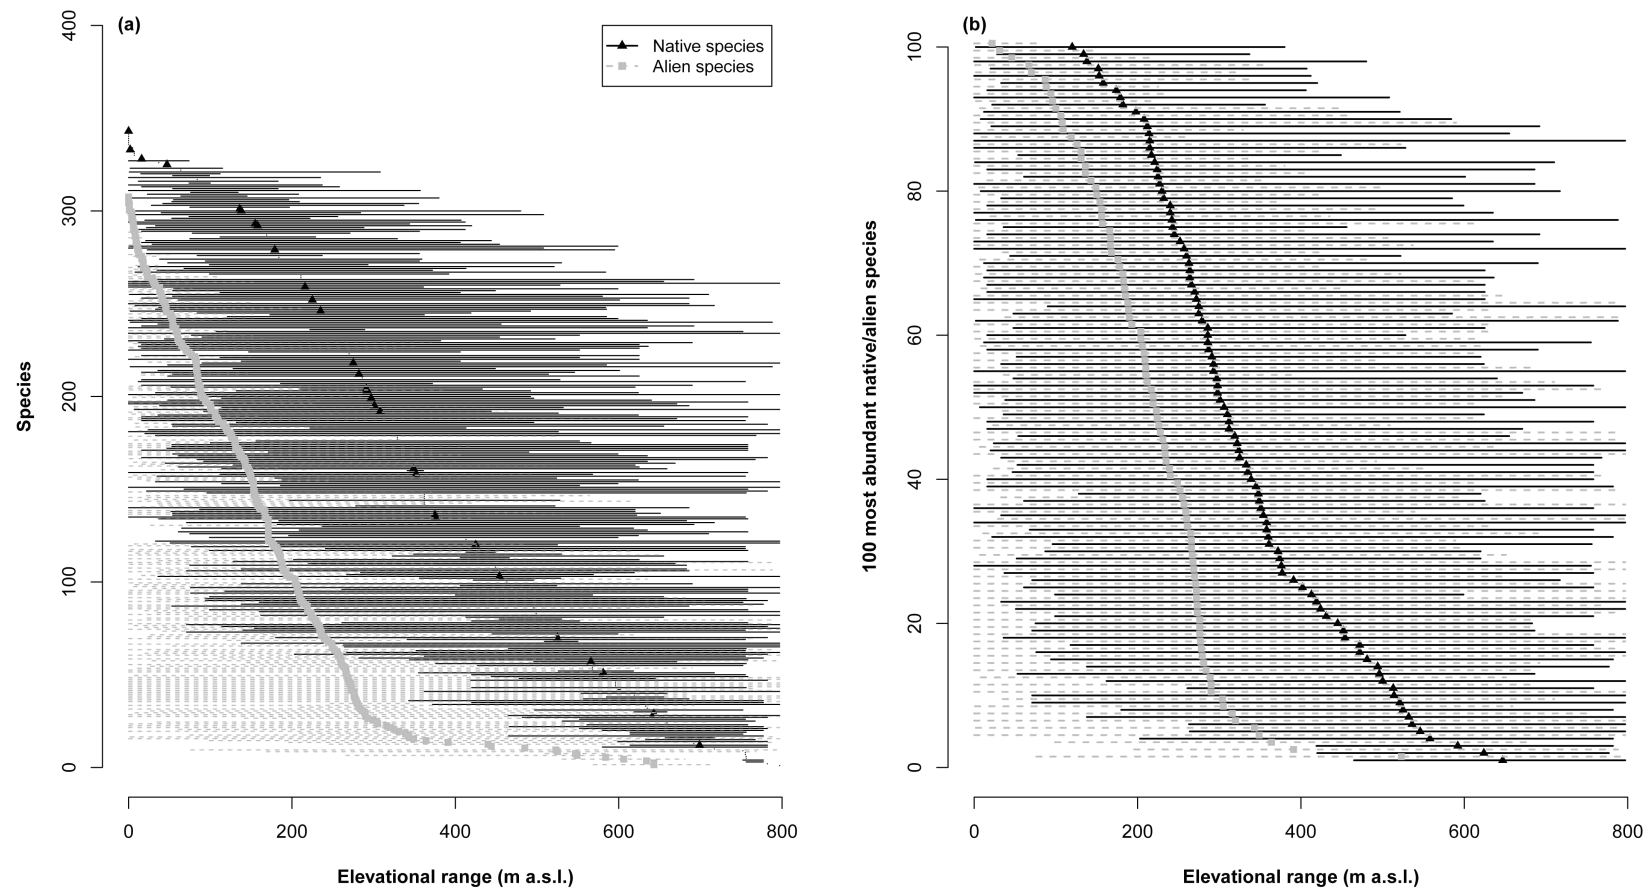 (a)
Native species
Alien species
400
300
200
100
0
Species
0 200 400 600 800
Elevational range (m a.s.l.)
(b)
100
80
60
40
20
0
100 most abundant native/alien species
0 200 400 600 800
Elevational range (m a.s.l.)